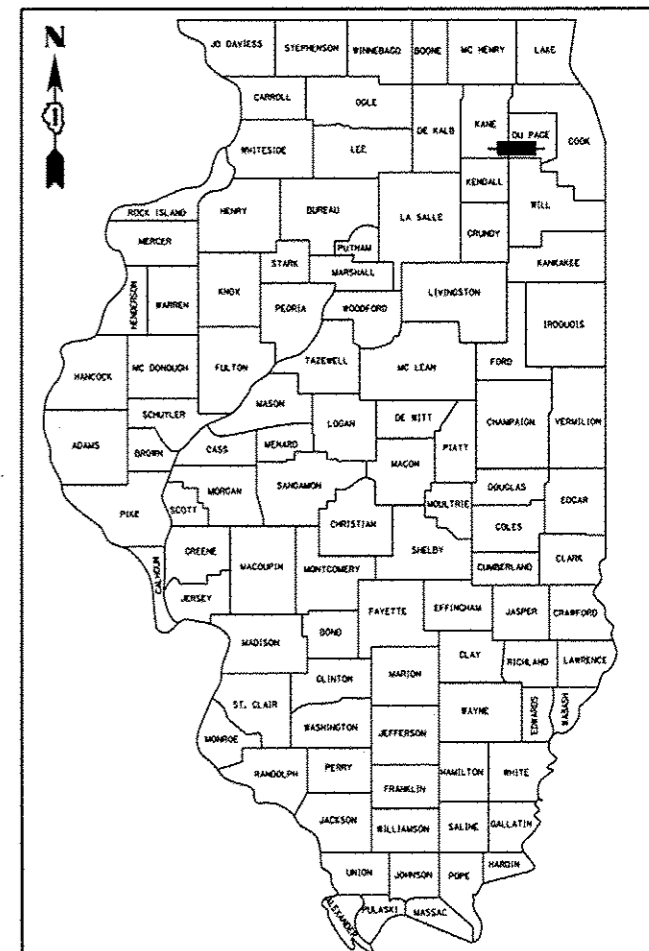 N
JO DAVIESS STEPHENSON WINNEBAGO BOONE MC HENRY LAKE
CARROLL OGLE KANE DU PAGE COOK
DE KALB
WHITESIDE LEE
KENDALL WILL
ROCK ISLAND HENRY BUREAU LA SALLE
MERCER PUTNAM GRUNDY
STARK MARSHALL KANKAKEE
HENDERSON WARREN KNOX PEORIA WOODFORD LIVINGSTON IROQUOIS
HANCOCK MC DONOUGH FULTON TAZEWELL MC LEAN FORD
SCHUYLER MASON LOGAN DE WITT CHAMPAIGN VERMILION
ADAMS BROWN CASS MENARD PIATT
MACON
PIKE SCOTT MORGAN SANGAMON MOULTRIE DOUGLAS EDGAR
CHRISTIAN COLES
CALHOUN GREENE MACOUPIN MONTGOMERY SHELBY CUMBERLAND CLARK
JERSEY FAYETTE EFFINGHAM JASPER CRAWFORD
MADISON BOND CLAY
RICHLAND LAWRENCE
CLINTON MARION
ST. CLAIR WAYNE EDWARDS WABASH
WASHINGTON JEFFERSON
MONROE
RANDOLPH PERRY HAMILTON WHITE
FRANKLIN
JACKSON WILLIAMSON SALINE GALLATIN
UNION JOHNSON POPE HARDIN
ALEXANDER PULASKI MASSAC